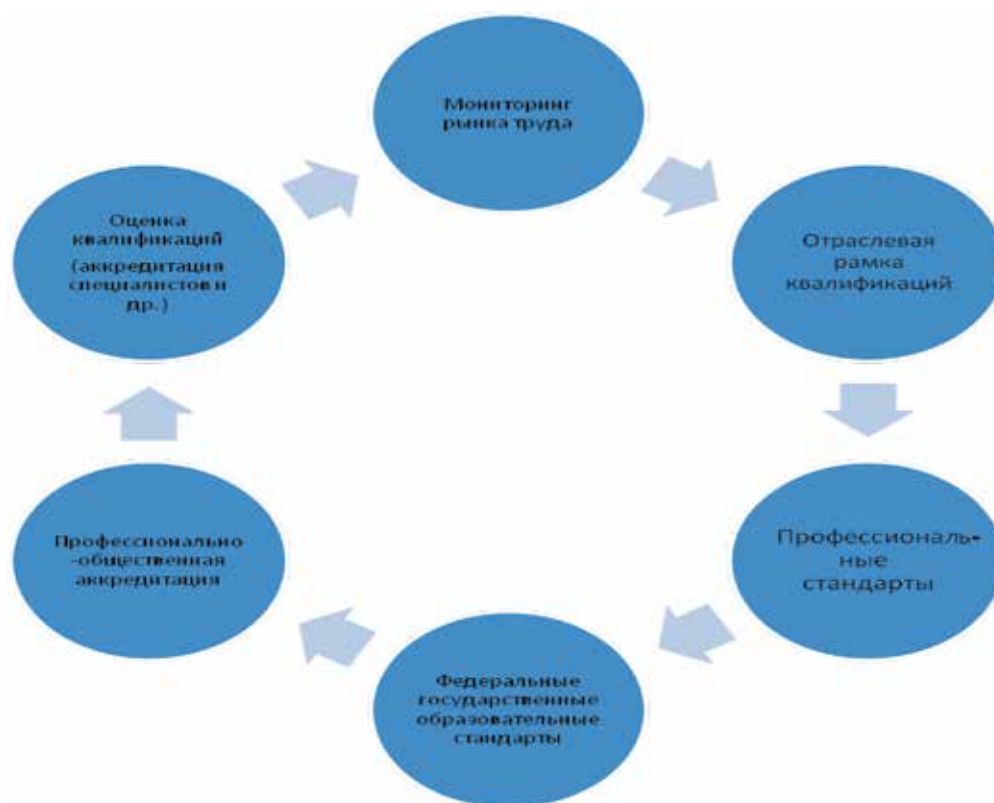 Мониторинг
рынка труда
Отраслевая
рамка
квалификаций
Профессиональ-
ные
стандарты
Федеральные
государственные
образовательные
стандарты
Профессионально
-общественная
аккредитация
Оценка
квалификаций
(аккредитация
специалистов и
др.)